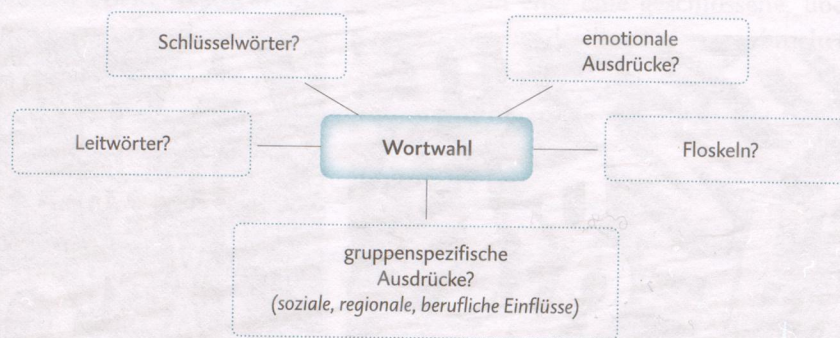 Schlüsselwörter?
emotionale
Ausdrücke?
Leitwörter?
Wortwahl
Floskeln?
gruppenspezifische
Ausdrücke?
(soziale, regionale, berufliche Einflüsse)